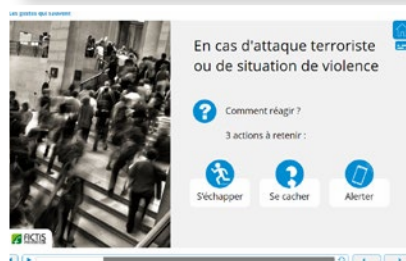 Les gestes qui sauvent
En cas d'attaque terroriste
ou de situation de violence
?
Comment réagir ?
3 actions à retenir :
S'échapper
Se cacher
Alerter
FICTIS